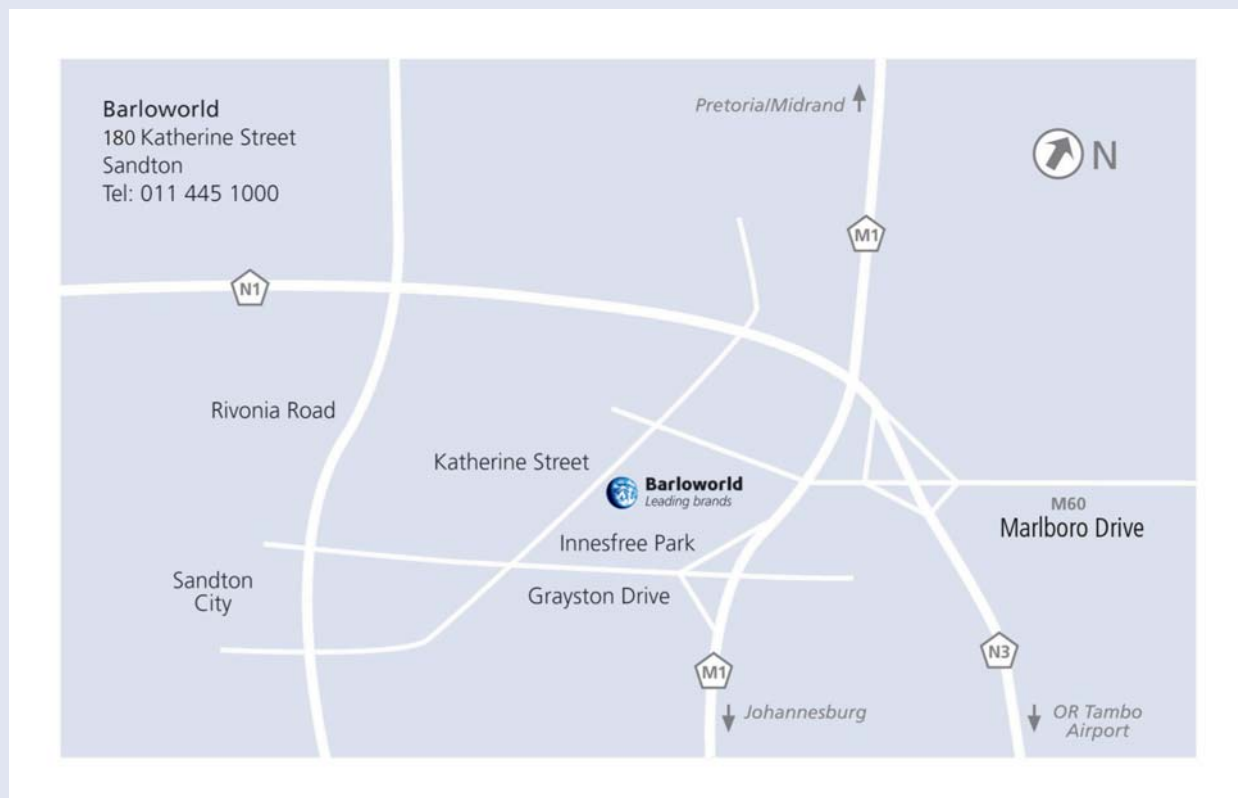 Barloworld
180 Katherine Street
Sandton
Tel: 011 445 1000
Pretoria/Midrand
N
M1
N1
Rivonia Road
Katherine Street
Barloworld
Leading brands
M60
Marlboro Drive
Innesfree Park
Sandton
City
Grayston Drive
N3
M1
Johannesburg
OR Tambo
Airport